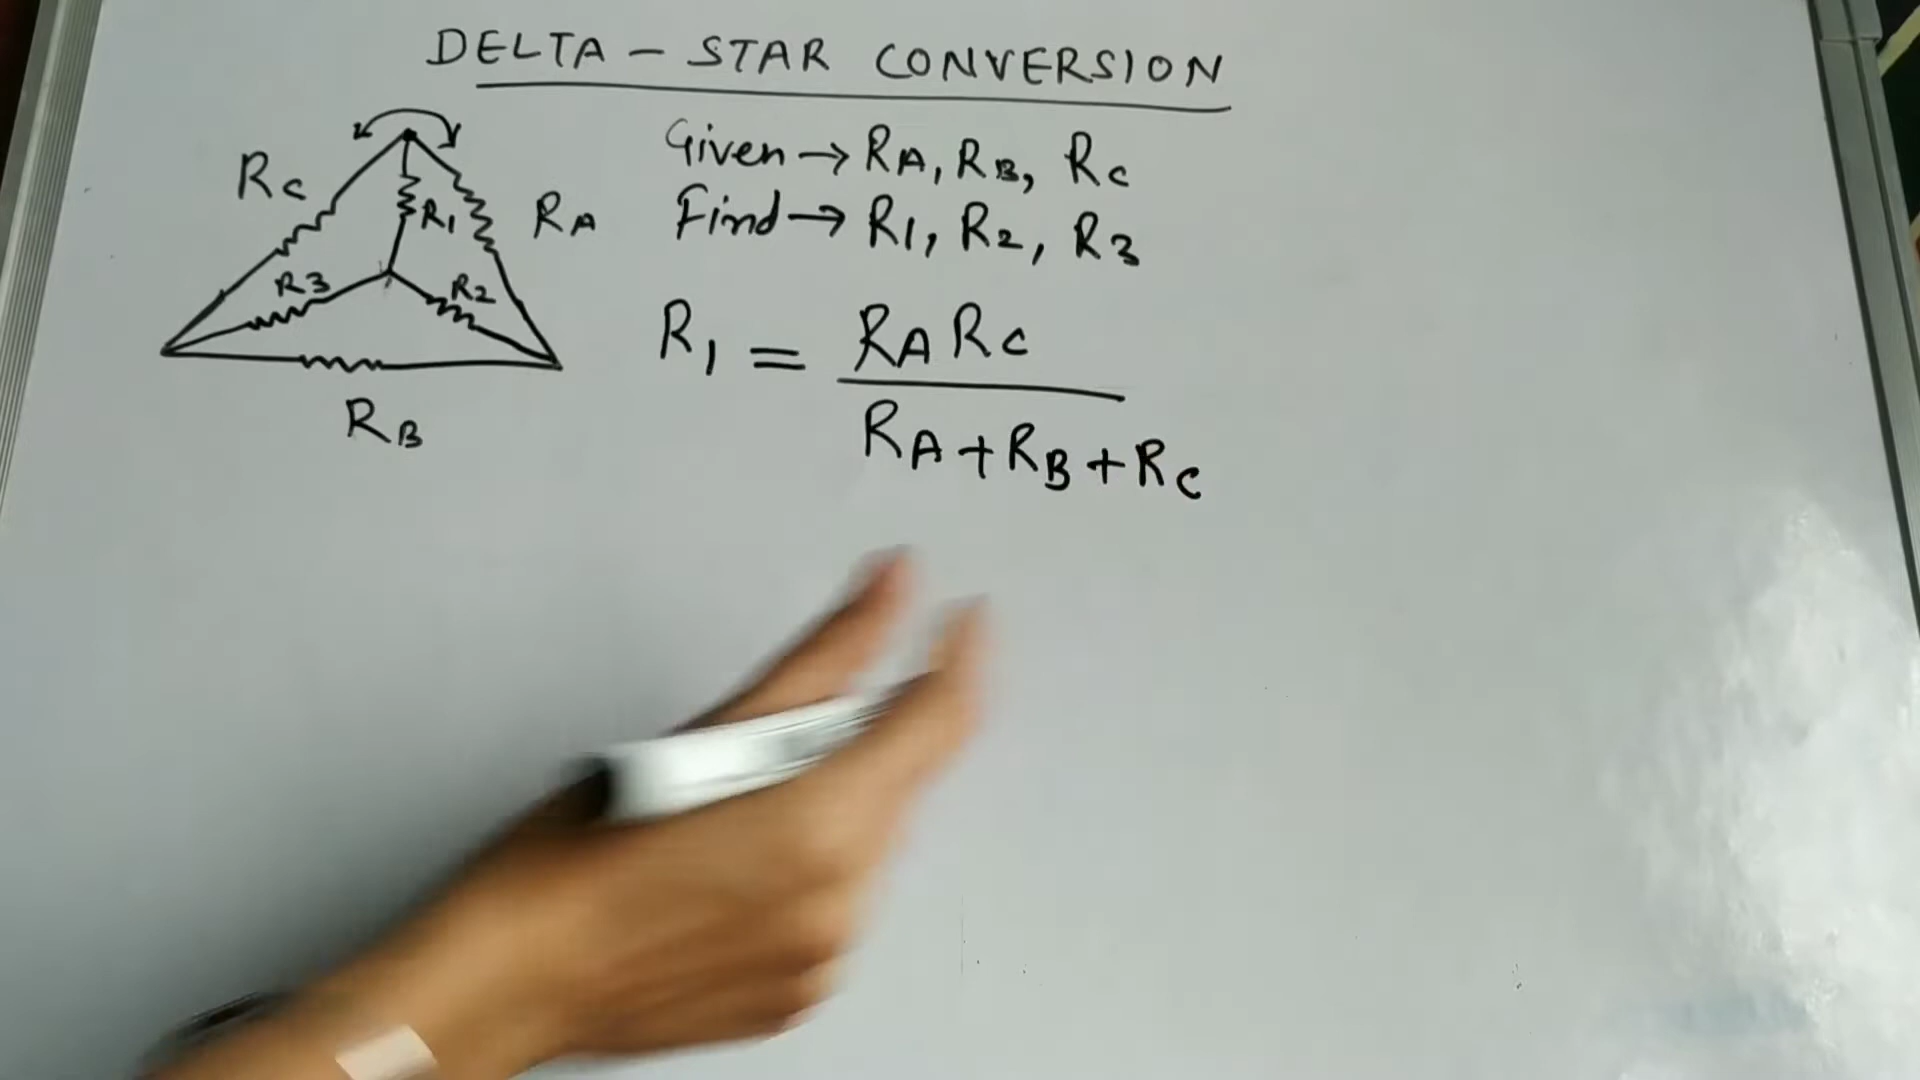 DELTA - STAR CONVERSION
RC
R1
RA
R3
R2
RB
Given → RA, RB, RC
Find → R1, R2, R3
R1 = RA RC
RA + RB + RC